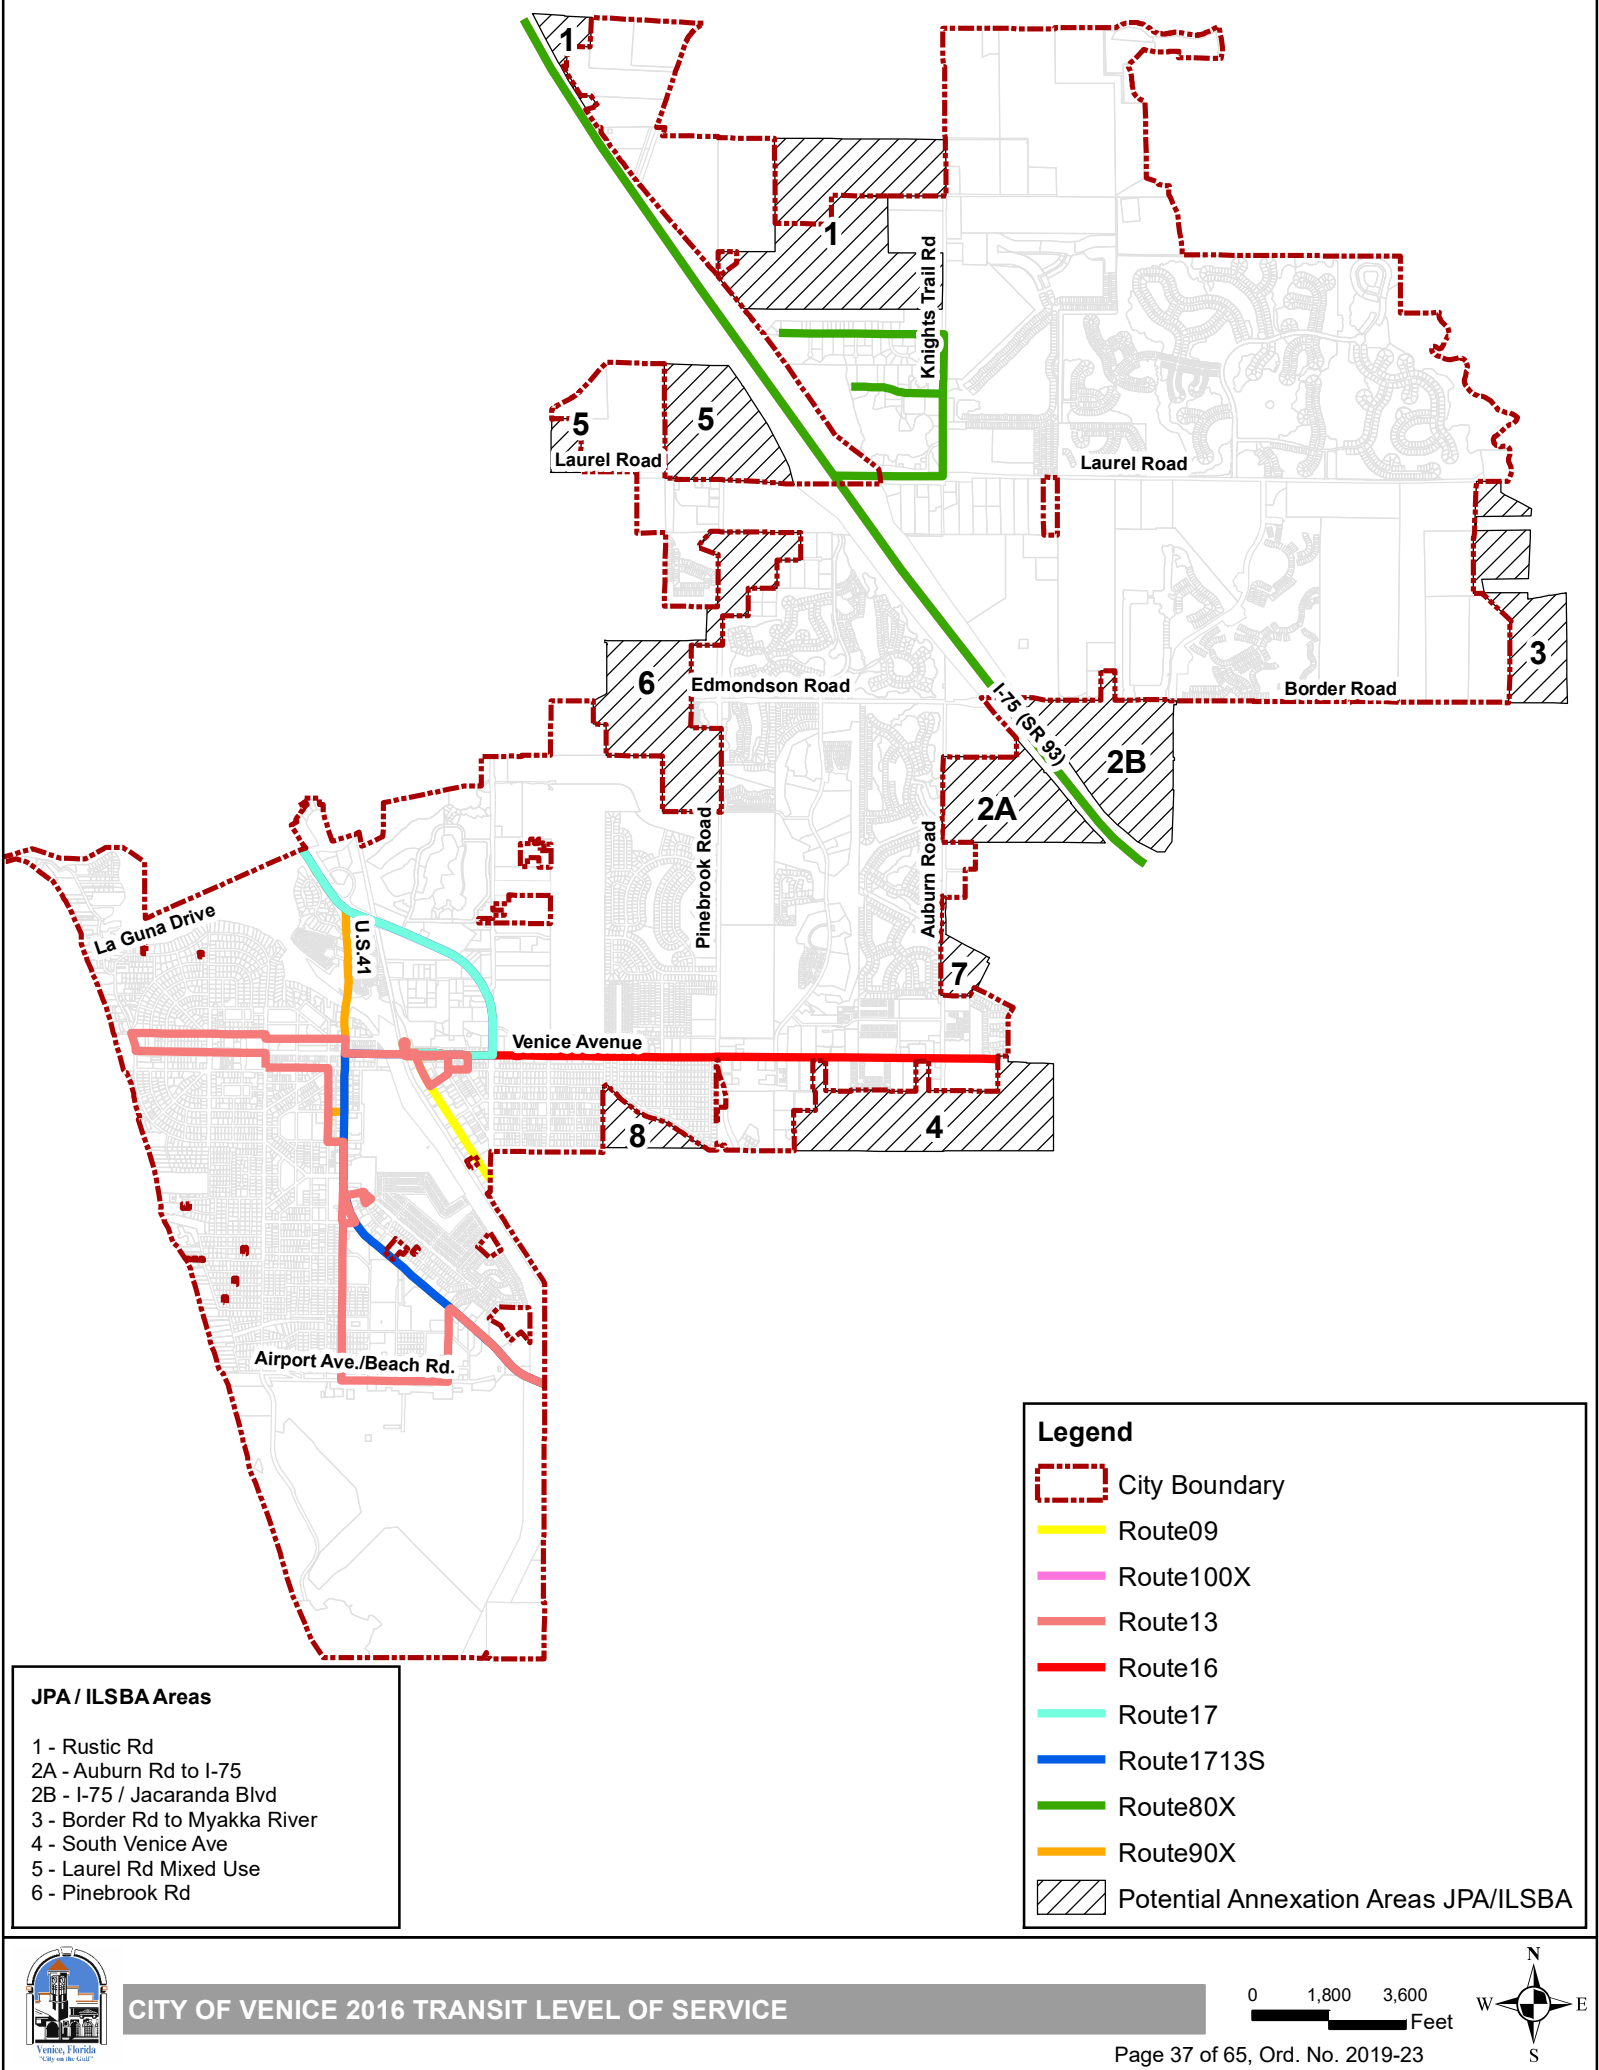 1
1
Knights Trail Rd
5
5
Laurel Road
Laurel Road
3
6
Edmondson Road
Border Road
I-75 (SR 93)
2B
2A
Pinebrook Road
Auburn Road
La Guna Drive
U.S.41
7
Venice Avenue
8
4
Airport Ave./Beach Rd.
Legend
City Boundary
Route09
Route100X
Route13
Route16
Route17
Route1713S
Route80X
Route90X
Potential Annexation Areas JPA/ILSBA
JPA / ILSBA Areas
1 - Rustic Rd
2A - Auburn Rd to I-75
2B - I-75 / Jacaranda Blvd
3 - Border Rd to Myakka River
4 - South Venice Ave
5 - Laurel Rd Mixed Use
6 - Pinebrook Rd
Venice, Florida
"City on the Gulf"
CITY OF VENICE 2016 TRANSIT LEVEL OF SERVICE
0 1,800 3,600
Feet
N
W E
S
Page 37 of 65, Ord. No. 2019-23